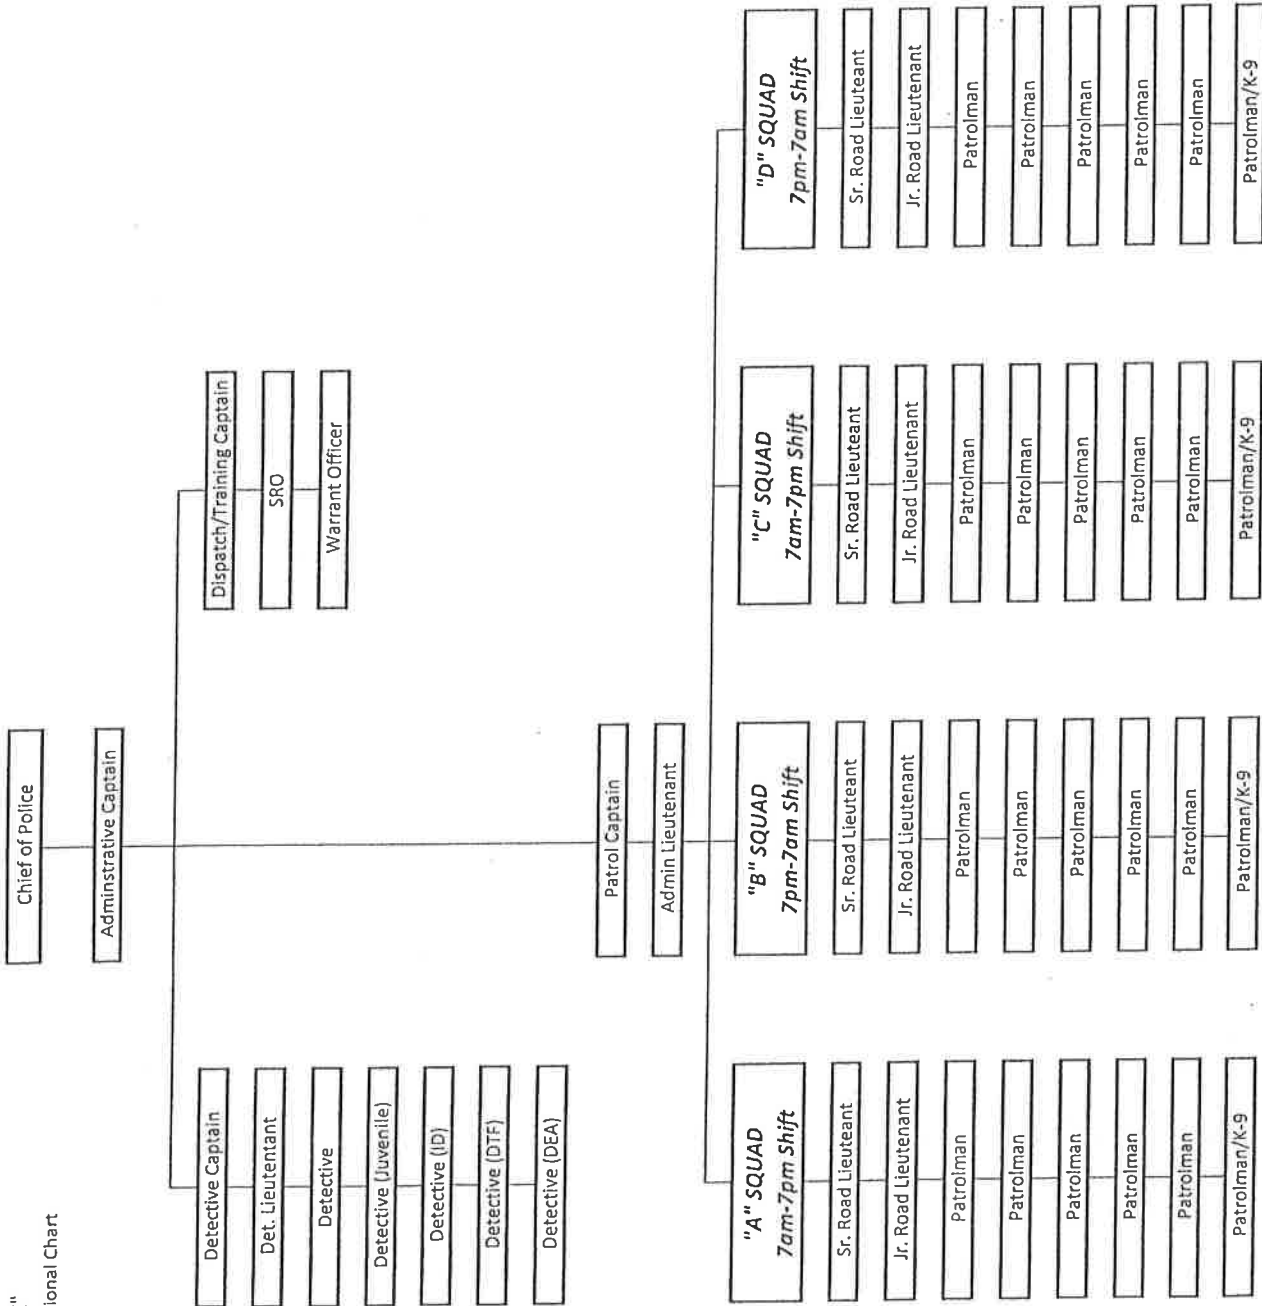 "
ional Chart
Chief of Police
Adminstrative Captain
Detective Captain
Det. Lieutentant
Detective
Detective (Juvenile)
Detective (ID)
Detective (DTF)
Detective (DEA)
Dispatch/Training Captain
SRO
Warrant Officer
Patrol Captain
Admin Lieutenant
"A" SQUAD
7am-7pm Shift
Sr. Road Lieuteant
Jr. Road Lieutenant
Patrolman
Patrolman
Patrolman
Patrolman
Patrolman
Patrolman/K-9
"B" SQUAD
7pm-7am Shift
Sr. Road Lieuteant
Jr. Road Lieutenant
Patrolman
Patrolman
Patrolman
Patrolman
Patrolman
Patrolman/K-9
"C" SQUAD
7am-7pm Shift
Sr. Road Lieuteant
Jr. Road Lieutenant
Patrolman
Patrolman
Patrolman
Patrolman
Patrolman
Patrolman/K-9
"D" SQUAD
7pm-7am Shift
Sr. Road Lieuteant
Jr. Road Lieutenant
Patrolman
Patrolman
Patrolman
Patrolman
Patrolman
Patrolman/K-9